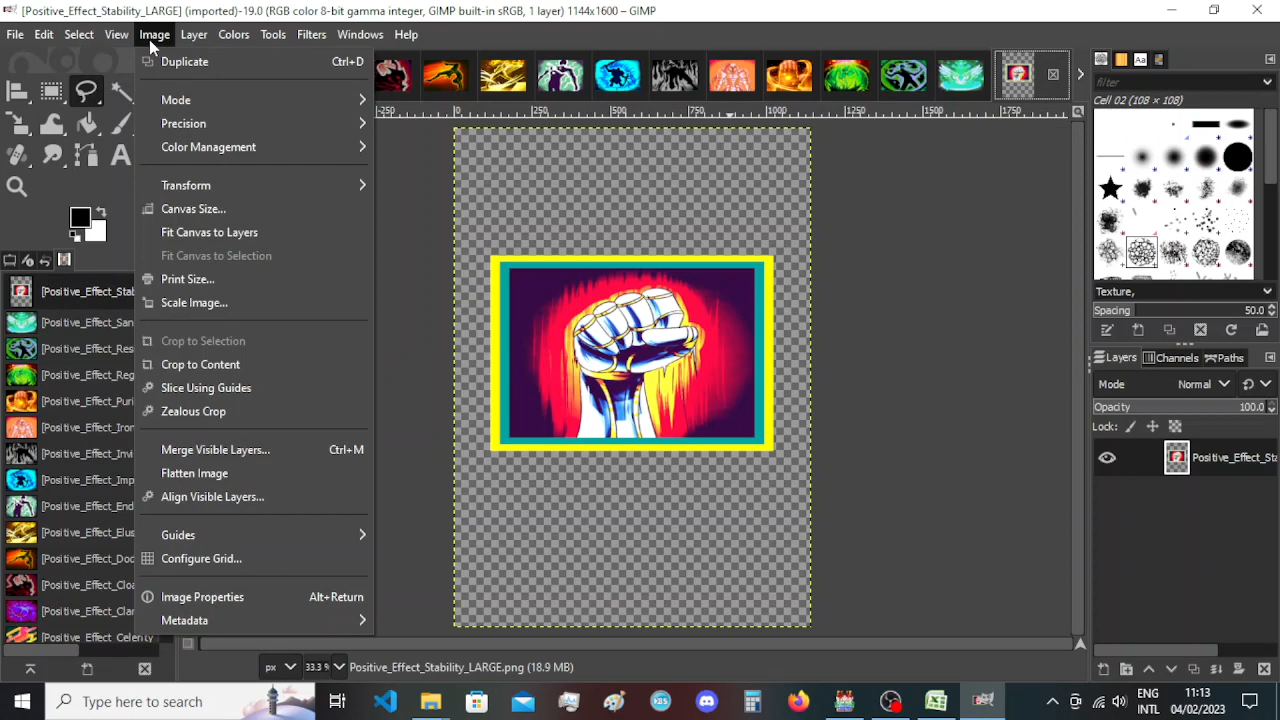 [Positive_Effect_Stability_LARGE] (imported)-19.0 (RGB color 8-bit gamma integer, GIMP built-in sRGB, 1 layer) 1144x1600 – GIMP
File Edit Select View Image Layer Colors Tools Filters Windows Help
Duplicate Ctrl+D
Mode
Precision
Color Management
Transform
Canvas Size...
Fit Canvas to Layers
Fit Canvas to Selection
Print Size...
Scale Image...
Crop to Selection
Crop to Content
Slice Using Guides
Zealous Crop
Merge Visible Layers... Ctrl+M
Flatten Image
Align Visible Layers...
Guides
Configure Grid...
Image Properties Alt+Return
Metadata
[Positive_Effect_Stab
[Positive_Effect_San
[Positive_Effect_Res
[Positive_Effect_Reg
[Positive_Effect_Puri
[Positive_Effect_Iron
[Positive_Effect_Invi
[Positive_Effect_Imp
[Positive_Effect_End
[Positive_Effect_Elus
[Positive_Effect_Doc
[Positive_Effect_Cloa
[Positive_Effect_Clar
[Positive_Effect_Celerity
-250 0 250 500 750 1000 1250 1500 1750
filter
Cell 02 (108 × 108)
Texture,
Spacing 50.0
Layers Channels Paths
Mode Normal
Opacity 100.0
Lock:
Positive_Effect_Sta
px 33.3 % Positive_Effect_Stability_LARGE.png (18.9 MB)
Type here to search
ENG
INTL
11:13
04/02/2023